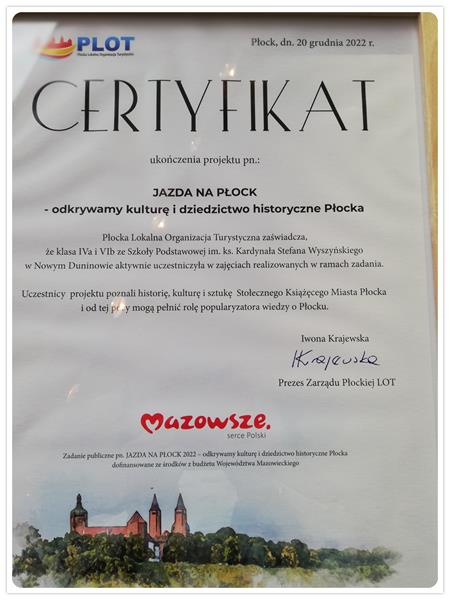 PLOT
Płocka Lokalna Organizacja Turystyczna
Płock, dn. 20 grudnia 2022 r.
CERTYFIKAT
ukończenia projektu pn.:
JAZDA NA PŁOCK
- odkrywamy kulturę i dziedzictwo historyczne Płocka
Płocka Lokalna Organizacja Turystyczna zaświadcza,
że klasa IVa i VIb ze Szkoły Podstawowej im. ks. Kardynała Stefana Wyszyńskiego
w Nowym Duninowie aktywnie uczestniczyła w zajęciach realizowanych w ramach zadania.
Uczestnicy projektu poznali historię, kulturę i sztukę Stołecznego Książęcego Miasta Płocka
i od tej pory mogą pełnić rolę popularyzatora wiedzy o Płocku.
Iwona Krajewska
IKrajewska
Prezes Zarządu Płockiej LOT
Mazowsze.
serce Polski
Zadanie publiczne pn. JAZDA NA PŁOCK 2022 – odkrywamy kulturę i dziedzictwo historyczne Płocka
dofinansowane ze środków z budżetu Województwa Mazowieckiego